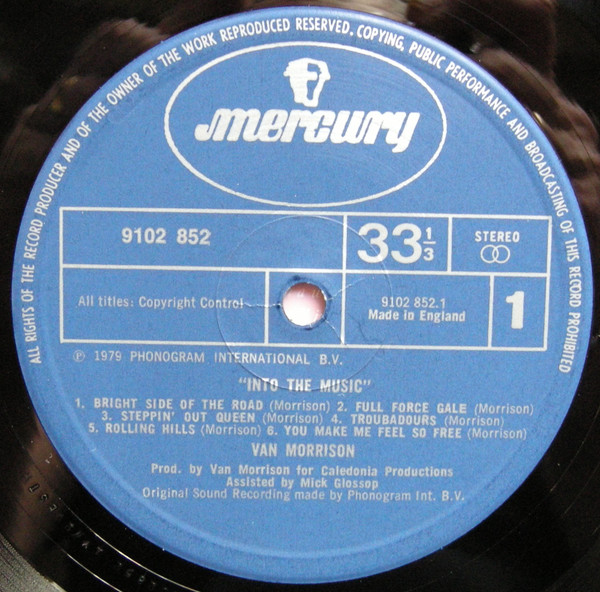 ALL RIGHTS OF THE RECORD PRODUCER AND OF THE OWNER OF THE WORK REPRODUCED RESERVED. COPYING, PUBLIC PERFORMANCE AND BROADCASTING OF THIS RECORD PROHIBITED
mercury
9102 852
33 1/3
STEREO
All titles: Copyright Control
9102 852.1
Made in England
1
℗ 1979 PHONOGRAM INTERNATIONAL B.V.
"INTO THE MUSIC"
1. BRIGHT SIDE OF THE ROAD (Morrison) 2. FULL FORCE GALE (Morrison)
3. STEPPIN' OUT QUEEN (Morrison) 4. TROUBADOURS (Morrison)
5. ROLLING HILLS (Morrison) 6. YOU MAKE ME FEEL SO FREE (Morrison)
VAN MORRISON
Prod. by Van Morrison for Caledonia Productions
Assisted by Mick Glossop
Original Sound Recording made by Phonogram Int. B.V.